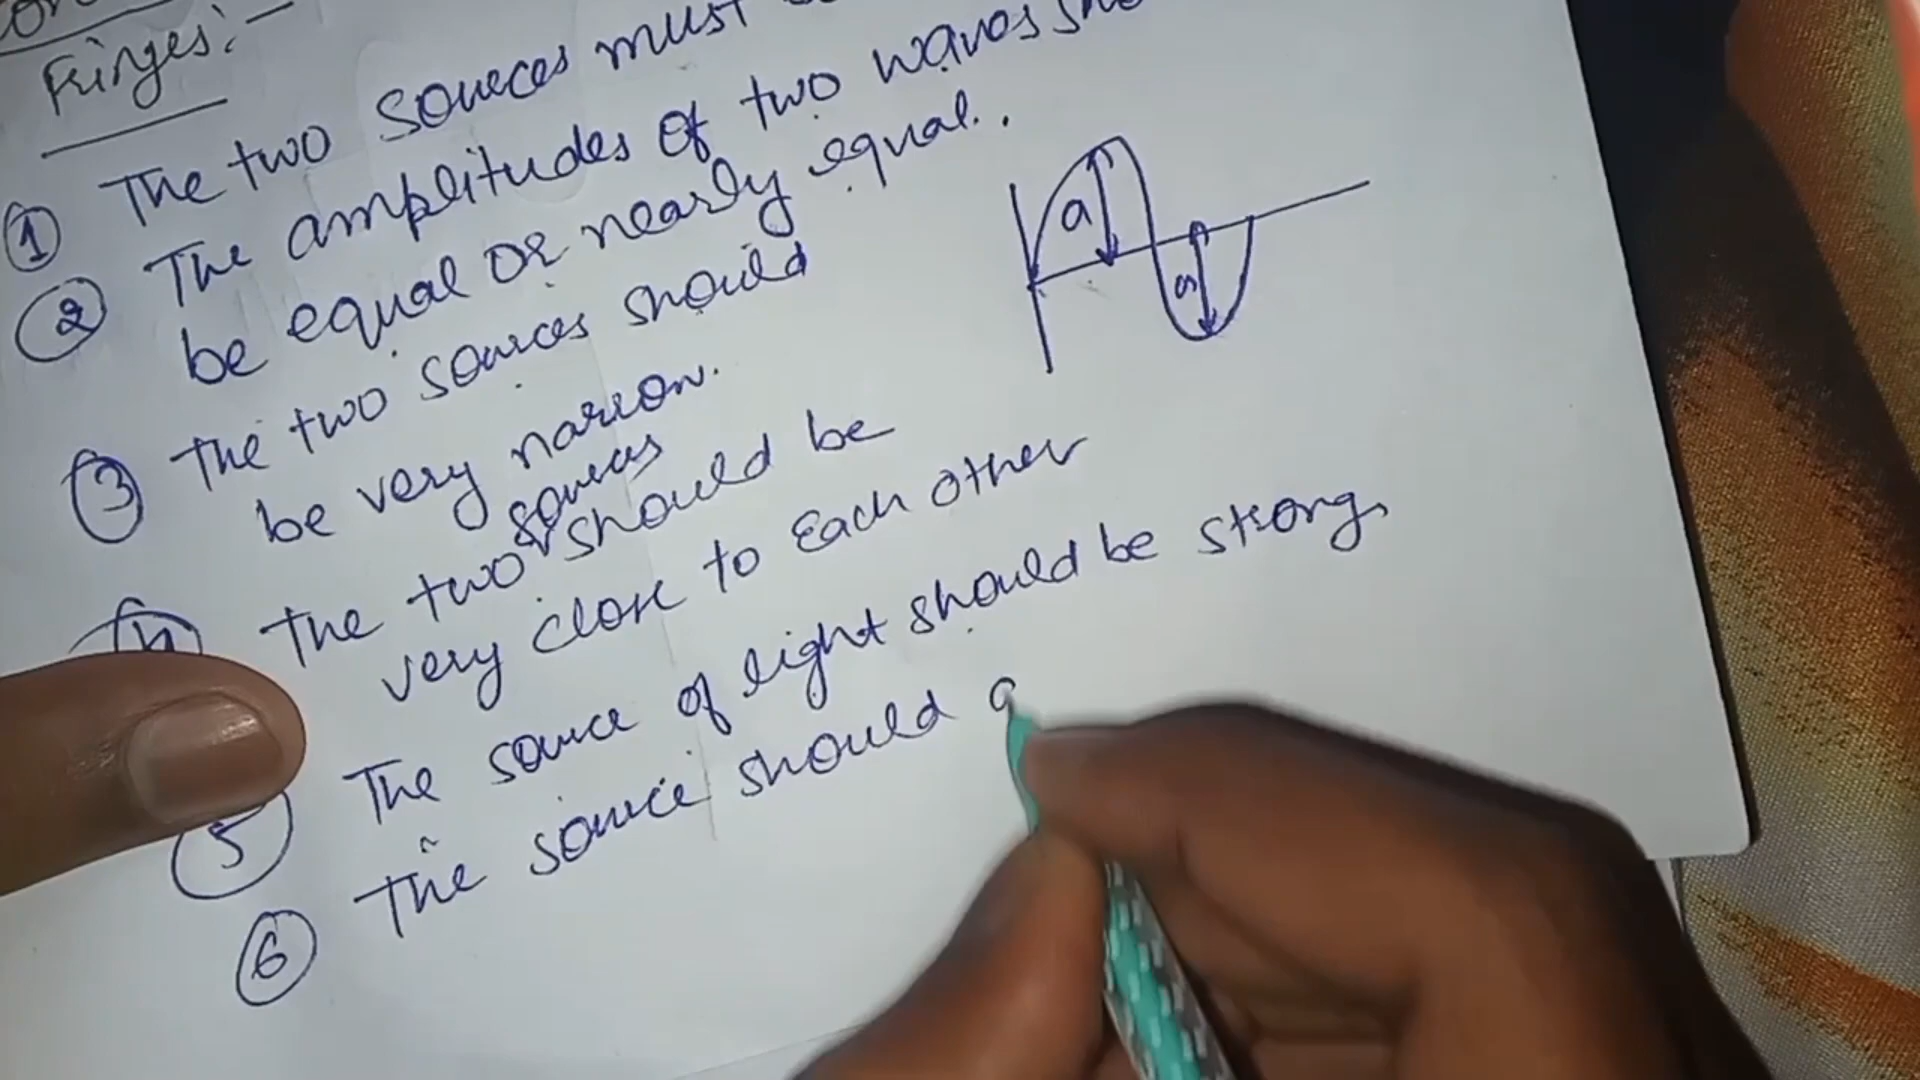 Fringes:-
① The two sources must
② The amplitudes of two waves
be equal or nearly equal.
a
a
③ The two sources should
be very narrow.
sources
④ The two should be
very close to each other
⑤ The source of light should be strong.
⑥ The source should